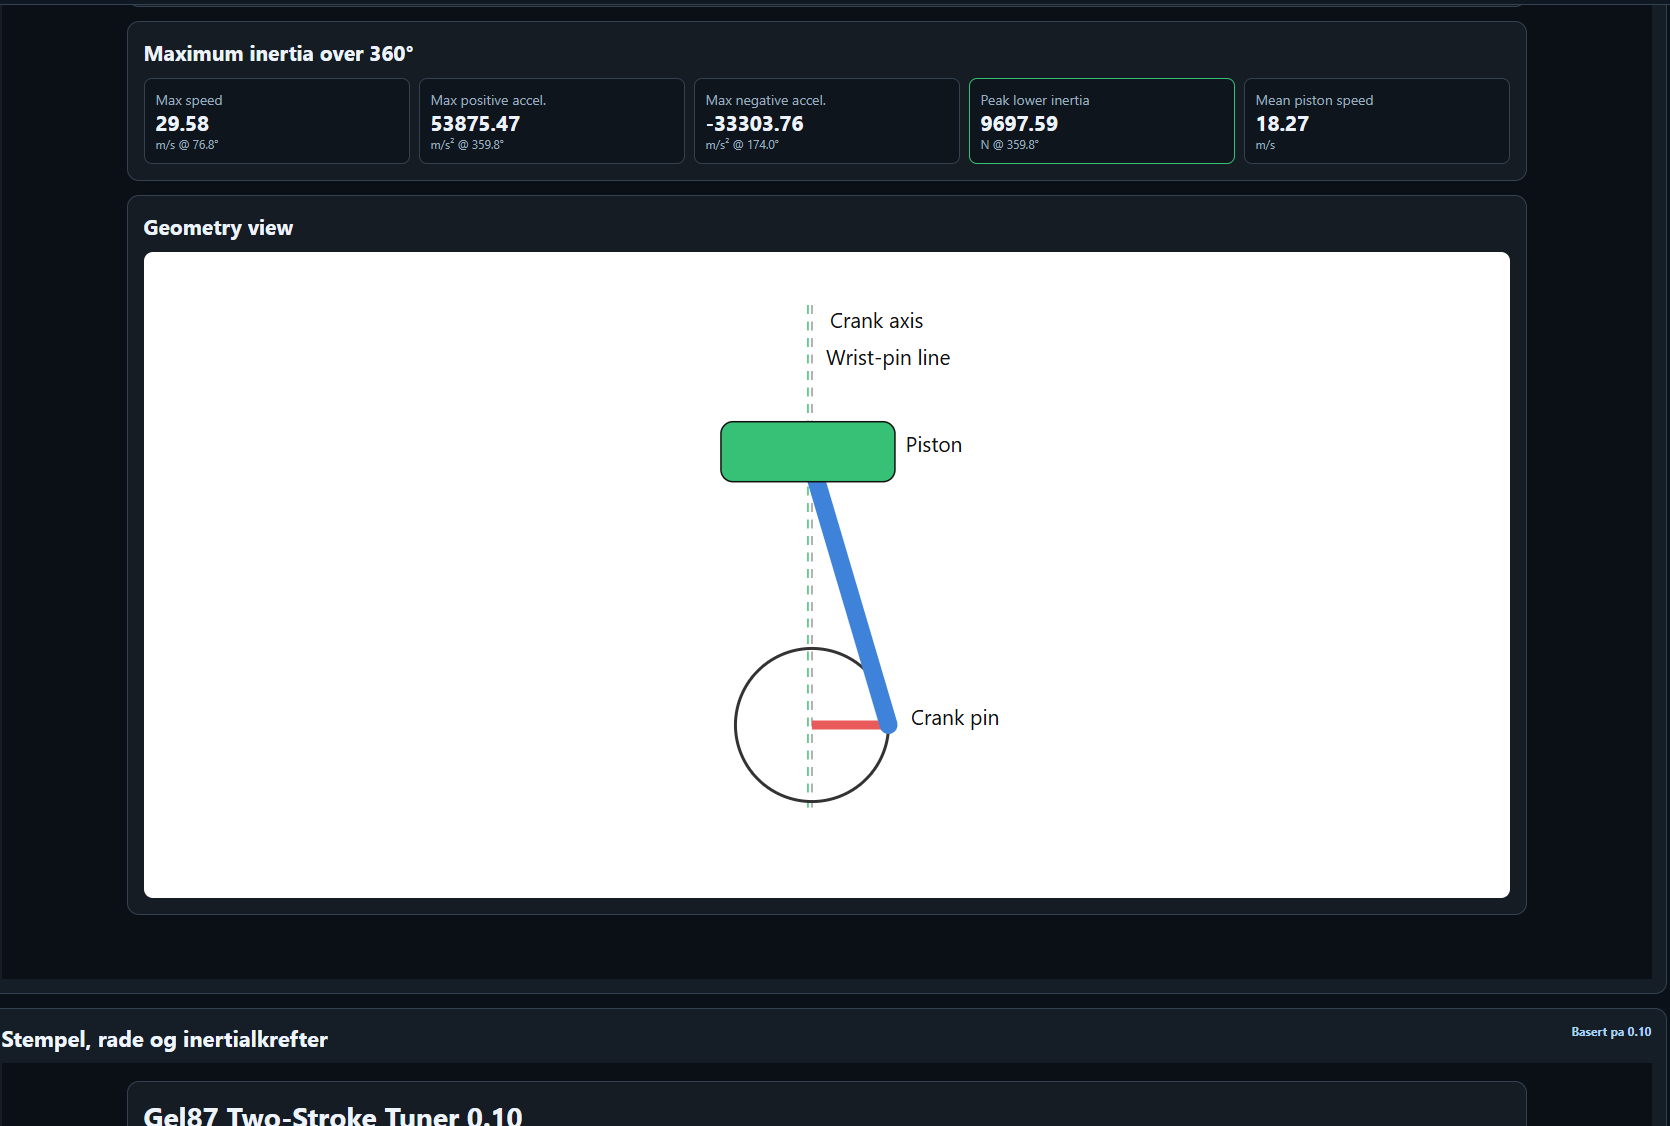 Maximum inertia over 360°
Max speed
29.58
m/s @ 76.8°
Max positive accel.
53875.47
m/s² @ 359.8°
Max negative accel.
-33303.76
m/s² @ 174.0°
Peak lower inertia
9697.59
N @ 359.8°
Mean piston speed
18.27
m/s
Geometry view
Crank axis
Wrist-pin line
Piston
Crank pin
Stempel, rade og inertialkrefter
Basert pa 0.10
Gel87 Two-Stroke Tuner 0.10